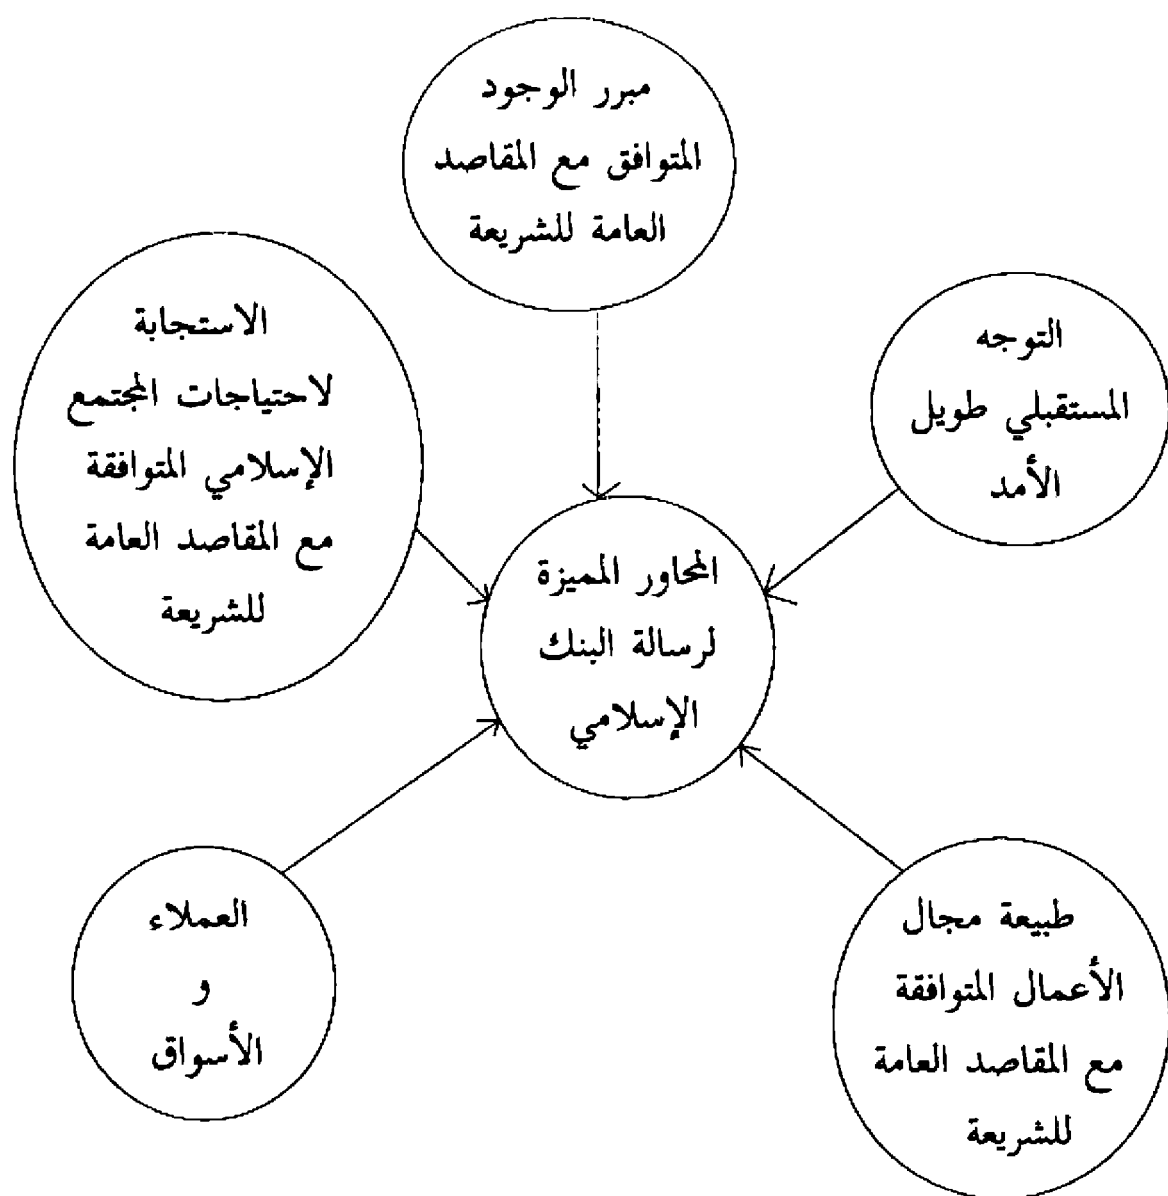 مبرر الوجود
المتوافق مع المقاصد
العامة للشريعة
التوجه
المستقبلي طويل
الأمد
الاستجابة
لاحتياجات المجتمع
الإسلامي المتوافقة
مع المقاصد العامة
للشريعة
المحاور المميزة
لرسالة البنك
الإسلامي
طبيعة مجال
الأعمال المتوافقة
مع المقاصد العامة
للشريعة
العملاء
و
الأسواق